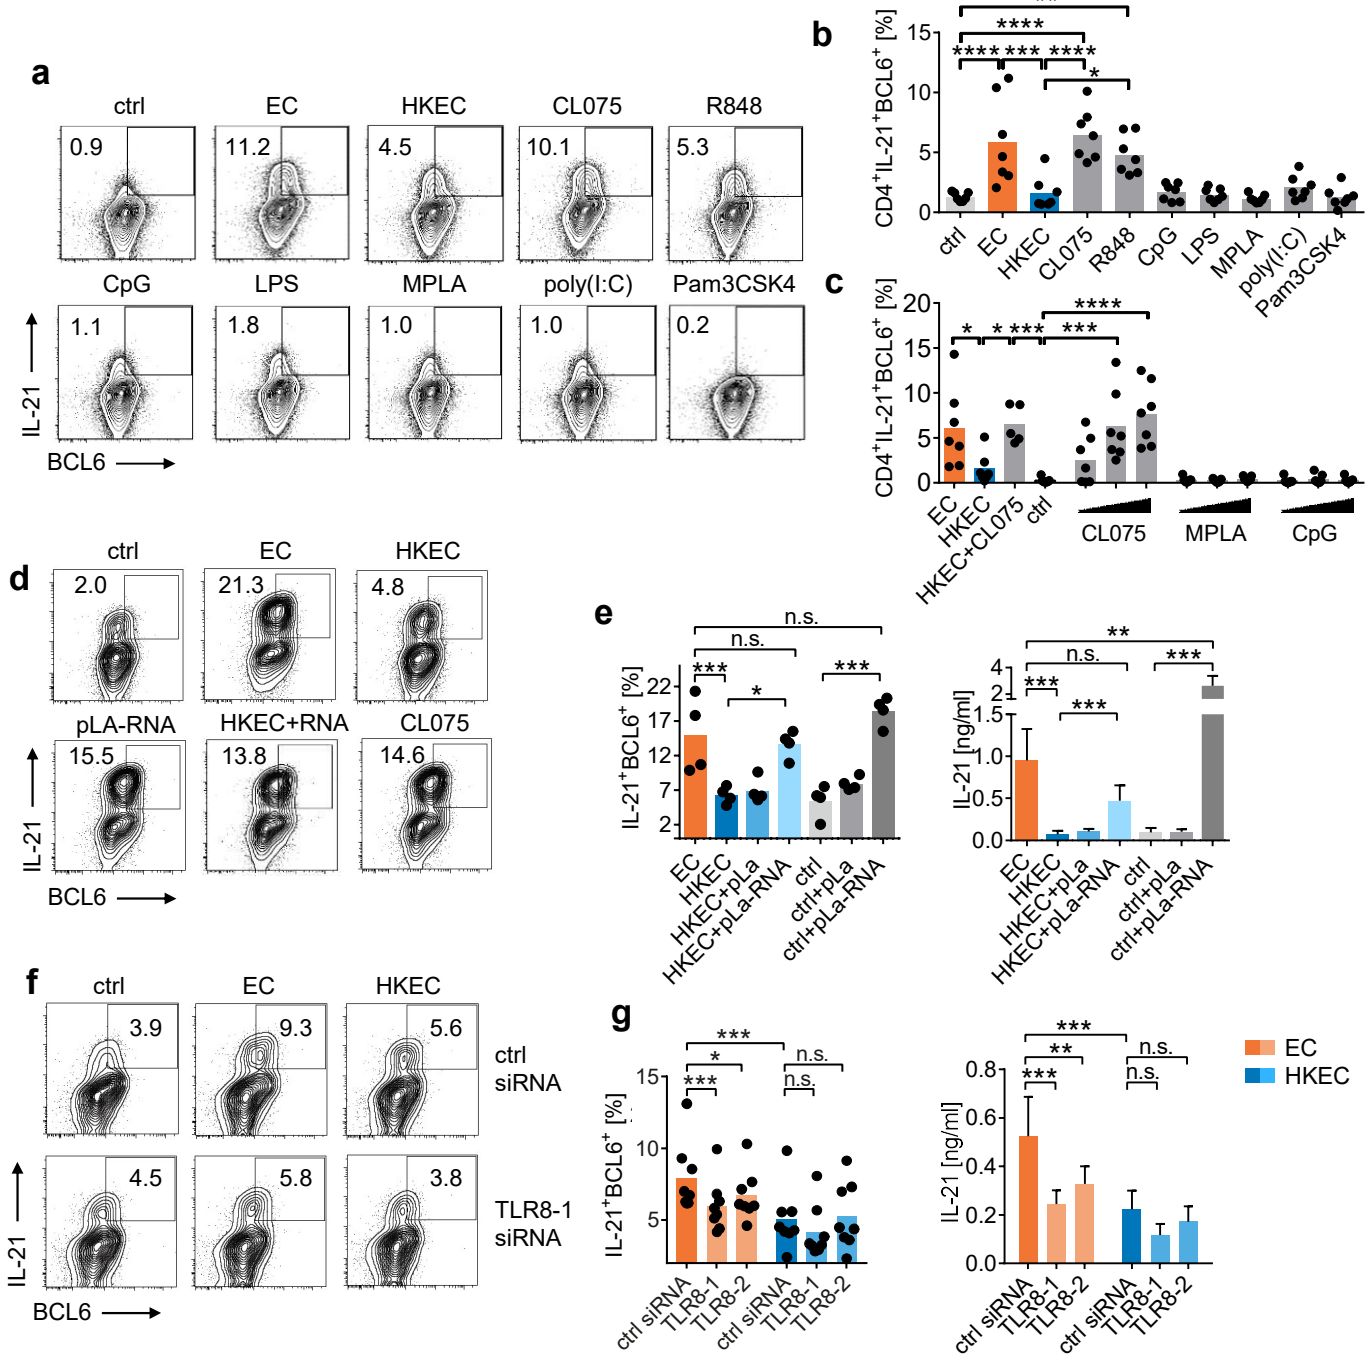 a
ctrl
EC
HKEC
CL075
R848
0.9
11.2
4.5
10.1
5.3
CpG
LPS
MPLA
poly(I:C)
Pam3CSK4
1.1
1.8
1.0
1.0
0.2
IL-21
BCL6
b
CD4+IL-21+BCL6+ [%]
15
10
5
0
****
**** *** ****
*
ctrl
EC
HKEC
CL075
R848
CpG
LPS
MPLA
poly(I:C)
Pam3CSK4
c
CD4+IL-21+BCL6+ [%]
20
15
10
5
0
****
* * *** ***
EC
HKEC
HKEC+CL075
ctrl
CL075
MPLA
CpG
d
ctrl
EC
HKEC
2.0
21.3
4.8
pLA-RNA
HKEC+RNA
CL075
15.5
13.8
14.6
IL-21
BCL6
e
IL-21+BCL6+ [%]
22
17
12
7
2
n.s.
n.s.
*** ***
*
EC
HKEC
HKEC+pLa
HKEC+pLa-RNA
ctrl
ctrl+pLa
ctrl+pLa-RNA
IL-21 [ng/ml]
4
2
1.5
1.0
0.5
0.0
**
n.s. ***
***
***
EC
HKEC
HKEC+pLa
HKEC+pLa-RNA
ctrl
ctrl+pLa
ctrl+pLa-RNA
f
ctrl
EC
HKEC
3.9
9.3
5.6
ctrl
siRNA
4.5
5.8
3.8
TLR8-1
siRNA
IL-21
BCL6
g
IL-21+BCL6+ [%]
15
10
5
***
* n.s.
*** n.s.
ctrl siRNA
TLR8-1
TLR8-2
ctrl siRNA
TLR8-1
TLR8-2
IL-21 [ng/ml]
0.8
0.6
0.4
0.2
0.0
***
** n.s.
*** n.s.
ctrl siRNA
TLR8-1
TLR8-2
ctrl siRNA
TLR8-1
TLR8-2
EC
HKEC